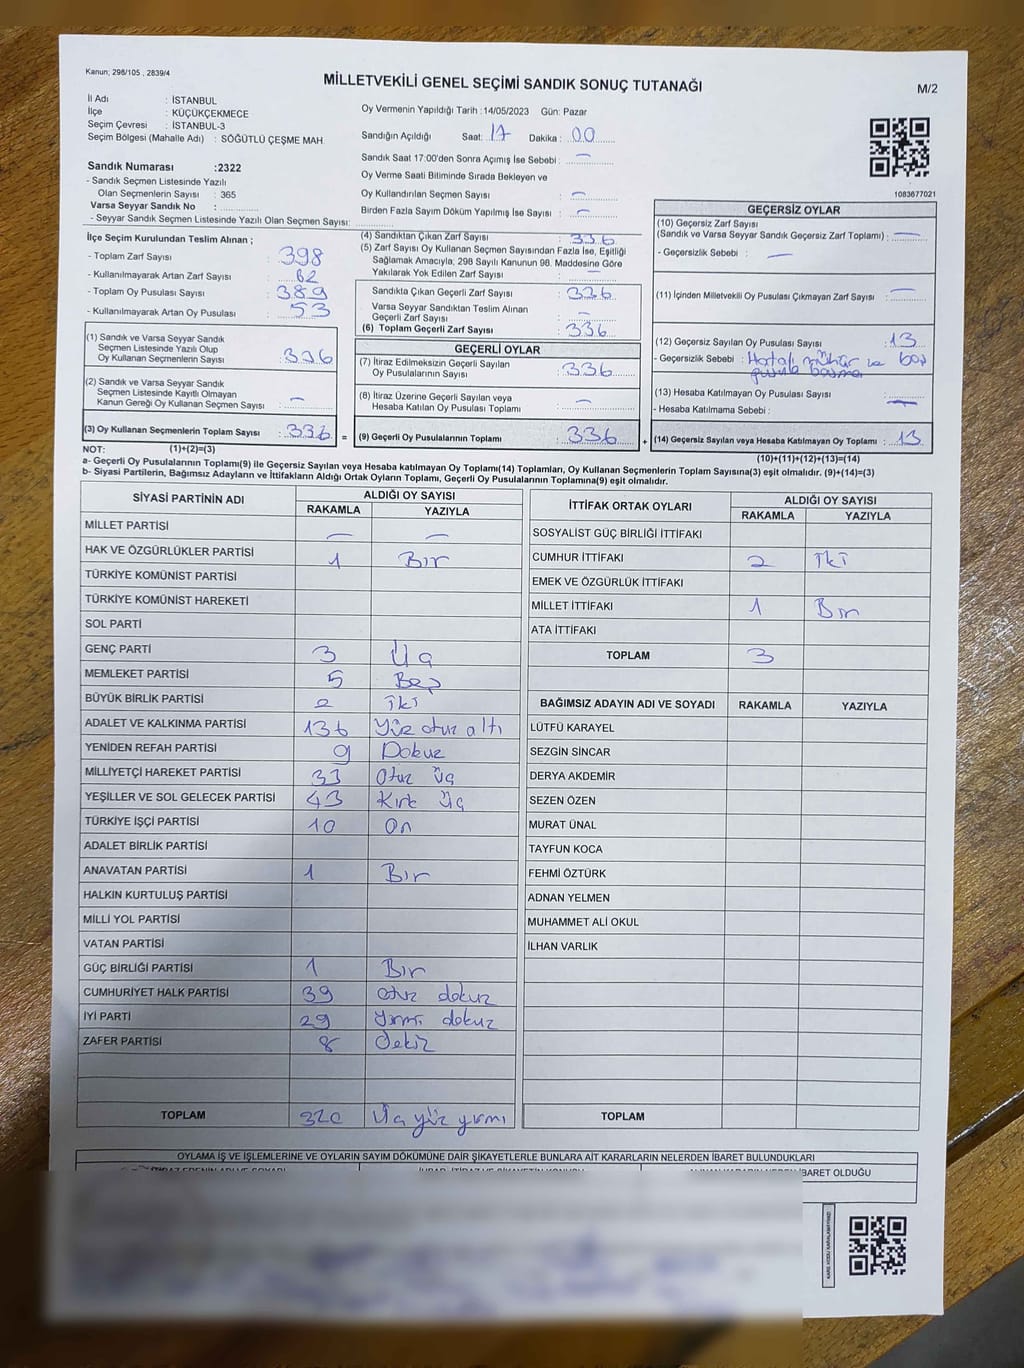 Kanun; 298/105 , 2839/4
MİLLETVEKİLİ GENEL SEÇİMİ SANDIK SONUÇ TUTANAĞI
M/2
İl Adı : İSTANBUL
İlçe : KÜÇÜKÇEKMECE
Seçim Çevresi : İSTANBUL-3
Seçim Bölgesi (Mahalle Adı) : SÖĞÜTLÜ ÇEŞME MAH.
Oy Vermenin Yapıldığı Tarih : 14/05/2023 Gün: Pazar
Sandığın Açıldığı Saat: 17 Dakika : 00
Sandık Saat 17:00'den Sonra Açımış İse Sebebi : —
Oy Verme Saati Bitiminde Sırada Bekleyen ve
Oy Kullandırılan Seçmen Sayısı : —
Birden Fazla Sayım Döküm Yapılmış İse Sayısı : —
Sandık Numarası :2322
- Sandık Seçmen Listesinde Yazılı
Olan Seçmenlerin Sayısı : 365
Varsa Seyyar Sandık No :
- Seyyar Sandık Seçmen Listesinde Yazılı Olan Seçmen Sayısı:
1083677021
İlçe Seçim Kurulundan Teslim Alınan ;
- Toplam Zarf Sayısı : 398
- Kullanılmayarak Artan Zarf Sayısı : 62
- Toplam Oy Pusulası Sayısı : 389
- Kullanılmayarak Artan Oy Pusulası : 53
(1) Sandık ve Varsa Seyyar Sandık
Seçmen Listesinde Yazılı Olup
Oy Kullanan Seçmenlerin Sayısı : 336
(2) Sandık ve Varsa Seyyar Sandık
Seçmen Listesinde Kayıtlı Olmayan
Kanun Gereği Oy Kullanan Seçmen Sayısı : —
(3) Oy Kullanan Seçmenlerin Toplam Sayısı : 336
(4) Sandıktan Çıkan Zarf Sayısı : 336
(5) Zarf Sayısı Oy Kullanan Seçmen Sayısından Fazla İse, Eşitliği
Sağlamak Amacıyla, 298 Sayılı Kanunun 98. Maddesine Göre
Yakılarak Yok Edilen Zarf Sayısı : —
Sandıkta Çıkan Geçerli Zarf Sayısı : 336
Varsa Seyyar Sandıktan Teslim Alınan
Geçerli Zarf Sayısı : —
(6) Toplam Geçerli Zarf Sayısı : 336
GEÇERLİ OYLAR
(7) İtiraz Edilmeksizin Geçerli Sayılan
Oy Pusulalarının Sayısı : 336
(8) İtiraz Üzerine Geçerli Sayılan veya
Hesaba Katılan Oy Pusulası Toplamı : —
= (9) Geçerli Oy Pusulalarının Toplamı : 336
GEÇERSİZ OYLAR
(10) Geçersiz Zarf Sayısı
(Sandık ve Varsa Seyyar Sandık Geçersiz Zarf Toplamı) : —
- Geçersizlik Sebebi : —
(11) İçinden Milletvekili Oy Pusulası Çıkmayan Zarf Sayısı : —
(12) Geçersiz Sayılan Oy Pusulası Sayısı : 13
- Geçersizlik Sebebi : Hatalı mühür ve boş
pusula basması
(13) Hesaba Katılmayan Oy Pusulası Sayısı : —
- Hesaba Katılmama Sebebi :
+ (14) Geçersiz Sayılan veya Hesaba Katılmayan Oy Toplamı : 13
NOT: (1)+(2)=(3) (10)+(11)+(12)+(13)=(14)
a- Geçerli Oy Pusulalarının Toplamı(9) ile Geçersiz Sayılan veya Hesaba katılmayan Oy Toplamı(14) Toplamları, Oy Kullanan Seçmenlerin Toplam Sayısına(3) eşit olmalıdır. (9)+(14)=(3)
b- Siyasi Partilerin, Bağımsız Adayların ve İttifakların Aldığı Oyların Toplamı, Geçerli Oy Pusulalarının Toplamına(9) eşit olmalıdır.
SİYASİ PARTİNİN ADI ALDIĞI OY SAYISI
RAKAMLA YAZIYLA
MİLLET PARTİSİ — —
HAK VE ÖZGÜRLÜKLER PARTİSİ 1 Bir
TÜRKİYE KOMÜNİST PARTİSİ
TÜRKİYE KOMÜNİST HAREKETİ
SOL PARTİ
GENÇ PARTİ 3 Üç
MEMLEKET PARTİSİ 5 Beş
BÜYÜK BİRLİK PARTİSİ 2 iki
ADALET VE KALKINMA PARTİSİ 136 Yüz otuz altı
YENİDEN REFAH PARTİSİ 9 Dokuz
MİLLİYETÇİ HAREKET PARTİSİ 33 Otuz üç
YEŞİLLER VE SOL GELECEK PARTİSİ 43 Kırk üç
TÜRKİYE İŞÇİ PARTİSİ 10 On
ADALET BİRLİK PARTİSİ
ANAVATAN PARTİSİ 1 Bir
HALKIN KURTULUŞ PARTİSİ
MİLLİ YOL PARTİSİ
VATAN PARTİSİ
GÜÇ BİRLİĞİ PARTİSİ 1 Bir
CUMHURİYET HALK PARTİSİ 39 otuz dokuz
İYİ PARTİ 29 yirmi dokuz
ZAFER PARTİSİ 8 sekiz
TOPLAM 320 Üç yüz yirmi
İTTİFAK ORTAK OYLARI ALDIĞI OY SAYISI
RAKAMLA YAZIYLA
SOSYALİST GÜÇ BİRLİĞİ İTTİFAKI
CUMHUR İTTİFAKI 2 iki
EMEK VE ÖZGÜRLÜK İTTİFAKI
MİLLET İTTİFAKI 1 Bir
ATA İTTİFAKI
TOPLAM 3
BAĞIMSIZ ADAYIN ADI VE SOYADI RAKAMLA YAZIYLA
LÜTFÜ KARAYEL
SEZGİN SİNCAR
DERYA AKDEMİR
SEZEN ÖZEN
MURAT ÜNAL
TAYFUN KOCA
FEHMİ ÖZTÜRK
ADNAN YELMEN
MUHAMMET ALİ OKUL
İLHAN VARLIK
TOPLAM
OYLAMA İŞ VE İŞLEMLERİNE VE OYLARIN SAYIM DÖKÜMÜNE DAİR ŞİKAYETLERLE BUNLARA AİT KARARLARIN NELERDEN İBARET BULUNDUKLARI
İBARET OLDUĞU